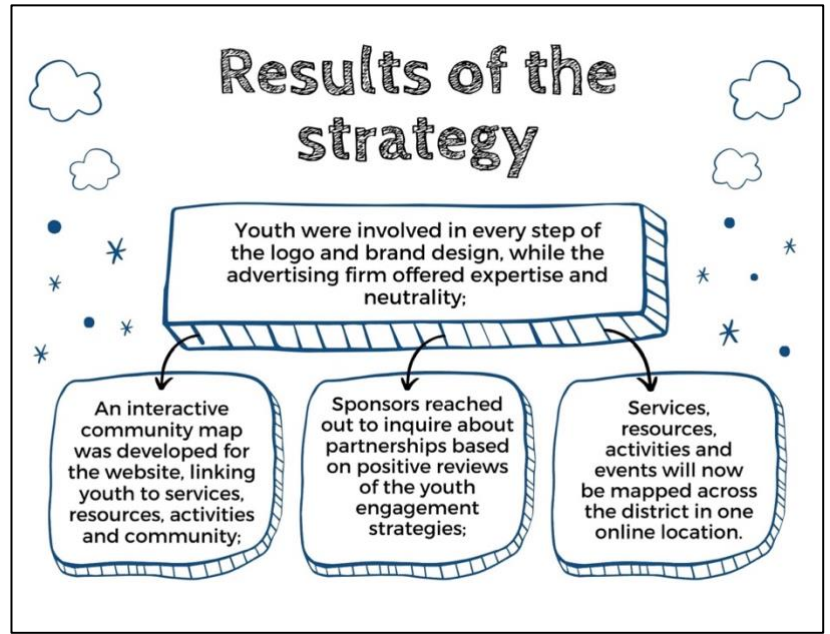 Results of the
strategy
Youth were involved in every step of
the logo and brand design, while the
advertising firm offered expertise and
neutrality;
An interactive
community map
was developed for
the website, linking
youth to services,
resources, activities
and community;
Sponsors reached
out to inquire about
partnerships based
on positive reviews
of the youth
engagement
strategies;
Services,
resources,
activities and
events will now
be mapped across
the district in one
online location.